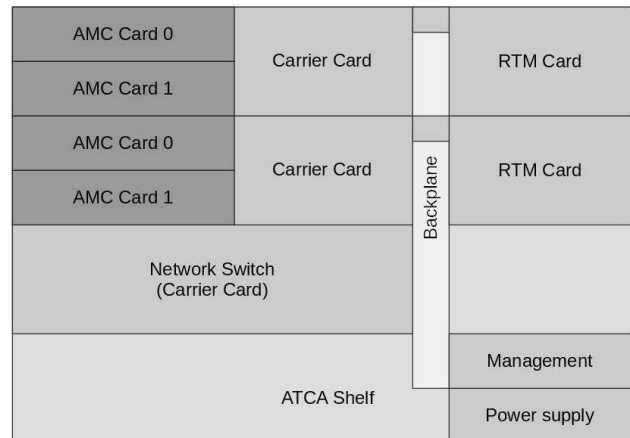 AMC Card 0
Carrier Card
RTM Card
AMC Card 1
AMC Card 0
Carrier Card
RTM Card
AMC Card 1
Backplane
Network Switch
(Carrier Card)
Management
ATCA Shelf
Power supply